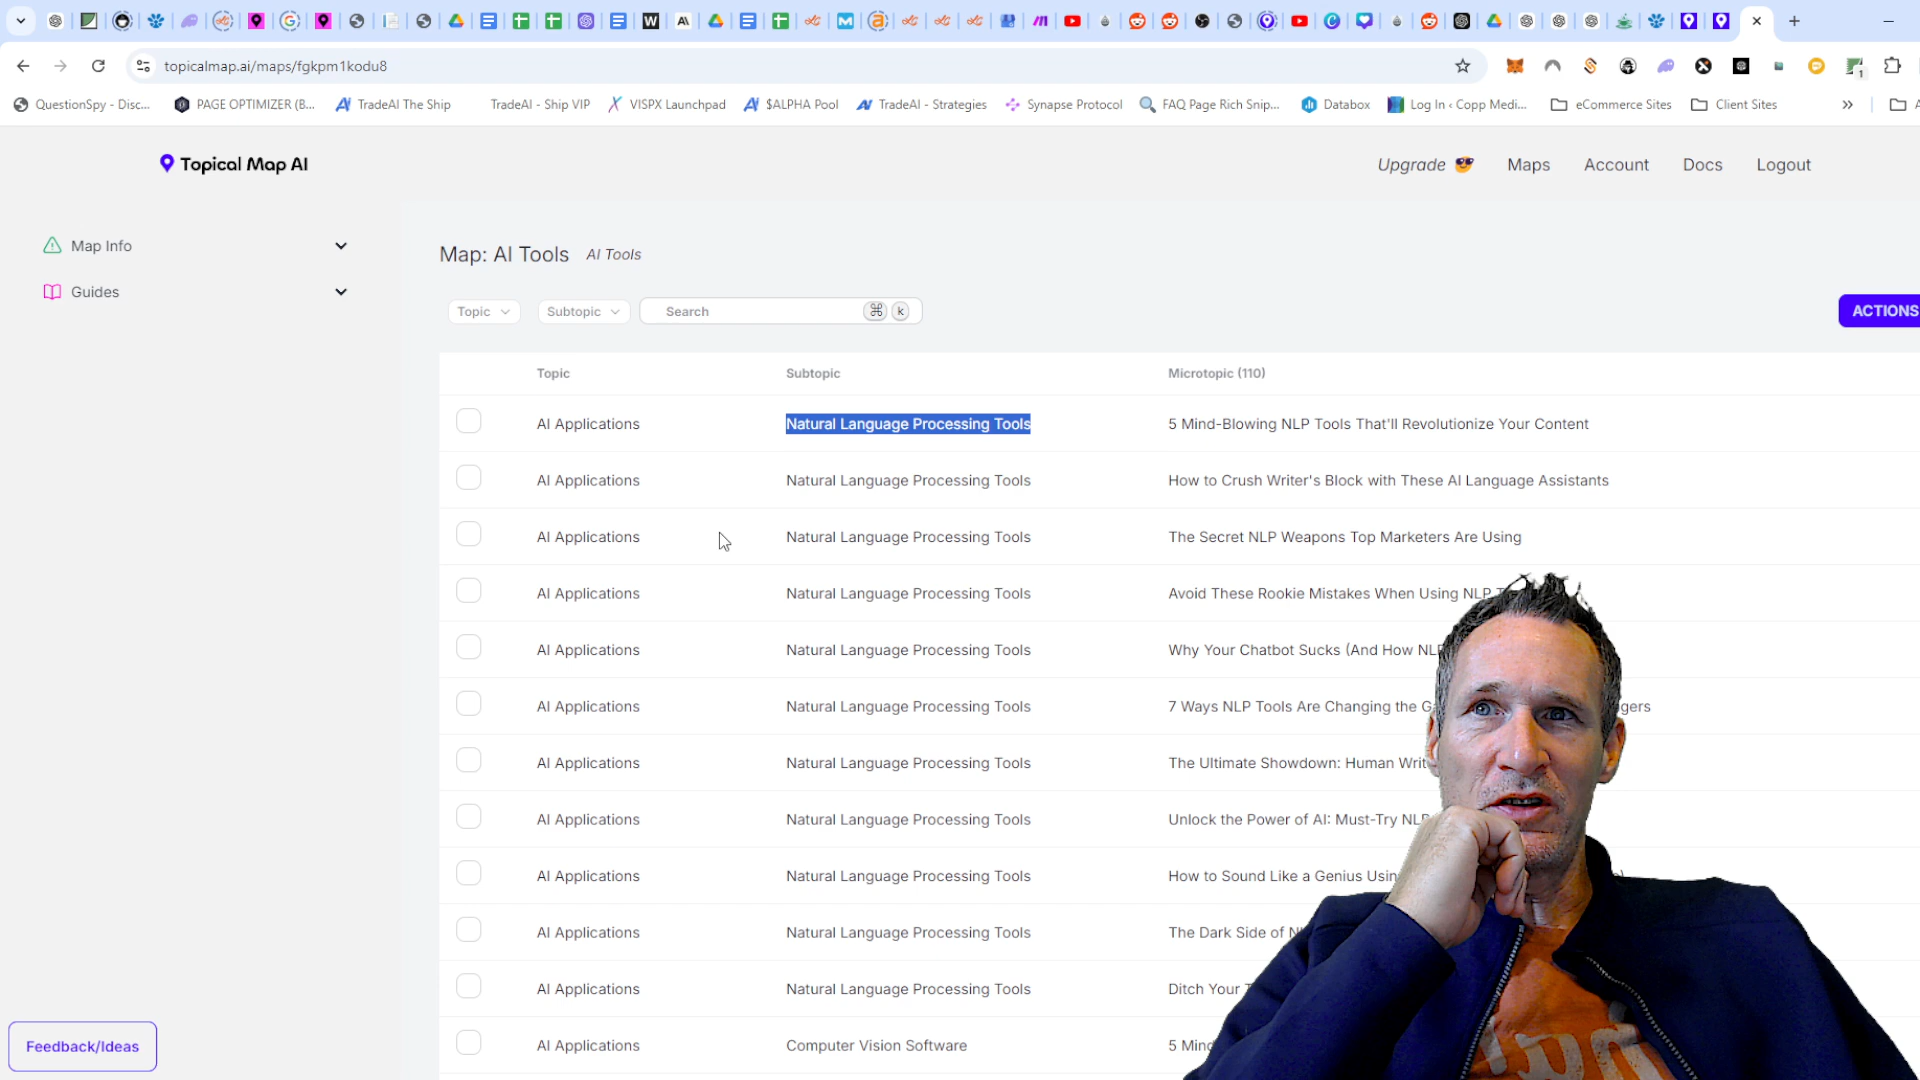 topicalmap.ai/maps/fgkpm1kodu8
QuestionSpy - Disc... PAGE OPTIMIZER (B... TradeAI The Ship TradeAI - Ship VIP VISPX Launchpad $ALPHA Pool TradeAI - Strategies Synapse Protocol FAQ Page Rich Snip... Databox Log In ‹ Copp Medi... eCommerce Sites Client Sites
Topical Map AI
Upgrade Maps Account Docs Logout
Map Info
Guides
Map: AI Tools AI Tools
Topic Subtopic Search ⌘ k
ACTIONS
Topic Subtopic Microtopic (110)
AI Applications Natural Language Processing Tools 5 Mind-Blowing NLP Tools That'll Revolutionize Your Content
AI Applications Natural Language Processing Tools How to Crush Writer's Block with These AI Language Assistants
AI Applications Natural Language Processing Tools The Secret NLP Weapons Top Marketers Are Using
AI Applications Natural Language Processing Tools Avoid These Rookie Mistakes When Using NLP
AI Applications Natural Language Processing Tools Why Your Chatbot Sucks (And How NLP
AI Applications Natural Language Processing Tools 7 Ways NLP Tools Are Changing the G gers
AI Applications Natural Language Processing Tools The Ultimate Showdown: Human Writ
AI Applications Natural Language Processing Tools Unlock the Power of AI: Must-Try NLP
AI Applications Natural Language Processing Tools How to Sound Like a Genius Usin
AI Applications Natural Language Processing Tools The Dark Side of N
AI Applications Natural Language Processing Tools Ditch Your
AI Applications Computer Vision Software 5 Mind
Feedback/Ideas